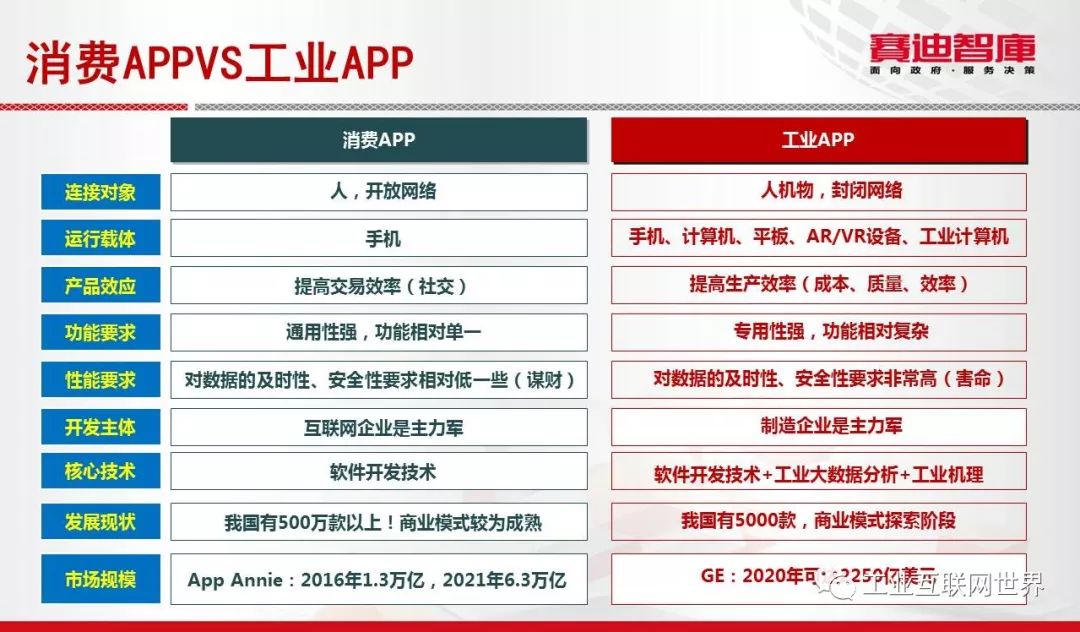 消费APPVS工业APP
赛迪智庫
面向政府·服务决策
消费APP
工业APP
连接对象
人，开放网络
人机物，封闭网络
运行载体
手机
手机、计算机、平板、AR/VR设备、工业计算机
产品效应
提高交易效率（社交）
提高生产效率（成本、质量、效率）
功能要求
通用性强，功能相对单一
专用性强，功能相对复杂
性能要求
对数据的及时性、安全性要求相对低一些（谋财）
对数据的及时性、安全性要求非常高（害命）
开发主体
互联网企业是主力军
制造企业是主力军
核心技术
软件开发技术
软件开发技术+工业大数据分析+工业机理
发展现状
我国有500万款以上！商业模式较为成熟
我国有5000款，商业模式探索阶段
市场规模
App Annie：2016年1.3万亿，2021年6.3万亿
GE：2020年可 2250亿美元
工业互联网世界